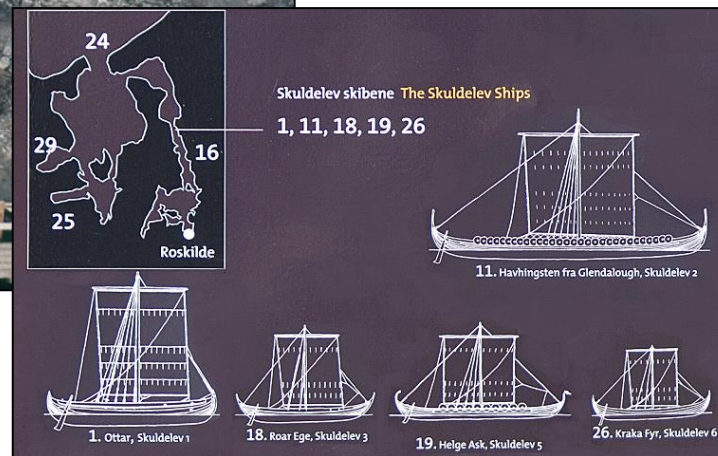 24
Skuldelev skibene The Skuldelev Ships
1, 11, 18, 19, 26
29
16
25
Roskilde
11. Havhingsten fra Glendalough, Skuldelev 2
1. Ottar, Skuldelev 1
18. Roar Ege, Skuldelev 3
19. Helge Ask, Skuldelev 5
26. Kraka Fyr, Skuldelev 6